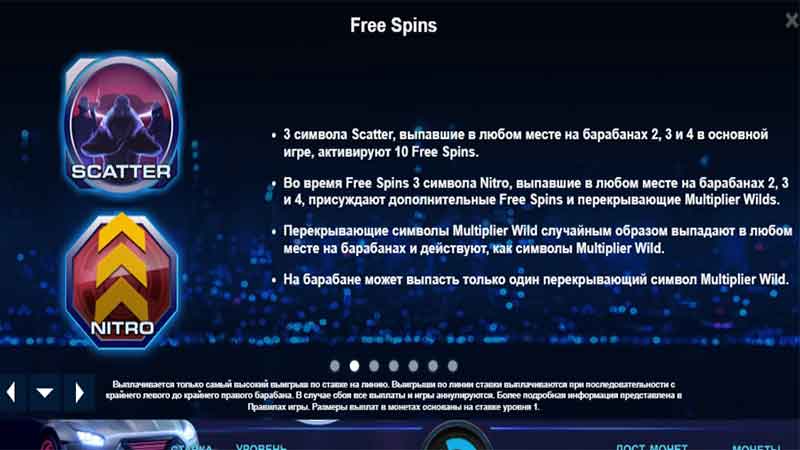 Free Spins
SCATTER
• 3 символа Scatter, выпавшие в любом месте на барабанах 2, 3 и 4 в основной
игре, активируют 10 Free Spins.
• Во время Free Spins 3 символа Nitro, выпавшие в любом месте на барабанах 2, 3
и 4, присуждают дополнительные Free Spins и перекрывающие Multiplier Wilds.
NITRO
• Перекрывающие символы Multiplier Wild случайным образом выпадают в любом
месте на барабанах и действуют, как символы Multiplier Wild.
• На барабане может выпасть только один перекрывающий символ Multiplier Wild.
Выплачивается только самый высокий выигрыш по ставке на линию. Выигрыши по линии ставки выплачиваются при последовательности с
крайнего левого до крайнего правого барабана. В случае сбоя все выплаты и игры аннулируются. Более подробная информация представлена в
Правилах игры. Размеры выплат в монетах основаны на ставке уровня 1.
СТАВКА УРОВЕНЬ ДОСТ. МОНЕТ МОНЕТЫ